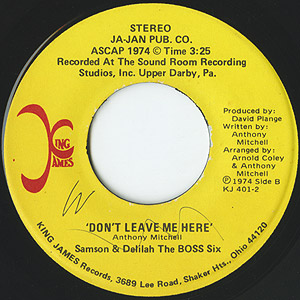 STEREO
JA-JAN PUB. CO.
ASCAP 1974 © Time 3:25
Recorded At The Sound Room Recording
Studios, Inc. Upper Darby, Pa.
KING
JAMES
Produced by:
David Plange
Written by:
Anthony
Mitchell
Arranged by:
Arnold Coley &
Anthony Mitchell
Ⓟ 1974 Side B
KJ 401-2
'DON'T LEAVE ME HERE'
Anthony Mitchell
Samson & Delilah The BOSS Six
KING JAMES Records, 3689 Lee Road, Shaker Hts., Ohio 44120